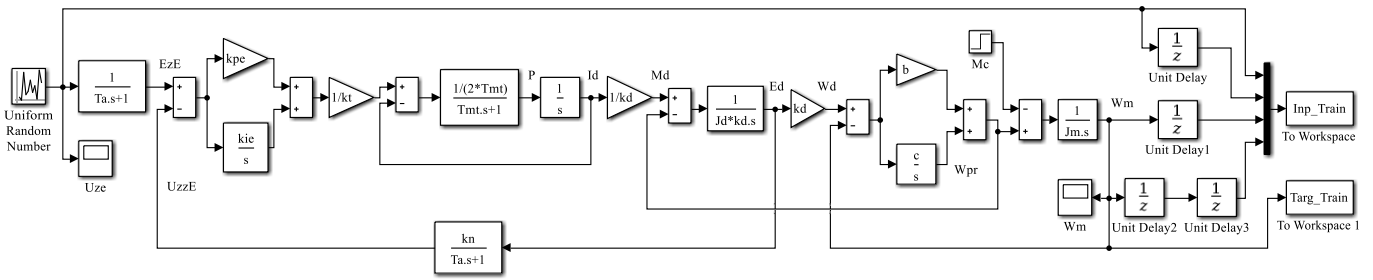 Uniform
Random
Number
Uze
1
Ta.s+1
EzE
+
−
UzzE
kpe
kie
s
+
+
1/kt
+
−
1/(2*Tmt)
Tmt.s+1
P
1
s
Id
1/kd
Md
+
−
1
Jd*kd.s
Ed
kd
Wd
+
−
b
c
s
+
+
Wpr
Mc
−
+
1
Jm.s
Wm
kn
Ta.s+1
Wm
1
z
Unit Delay
1
z
Unit Delay1
1
z
Unit Delay2
1
z
Unit Delay3
Inp_Train
To Workspace
Targ_Train
To Workspace 1